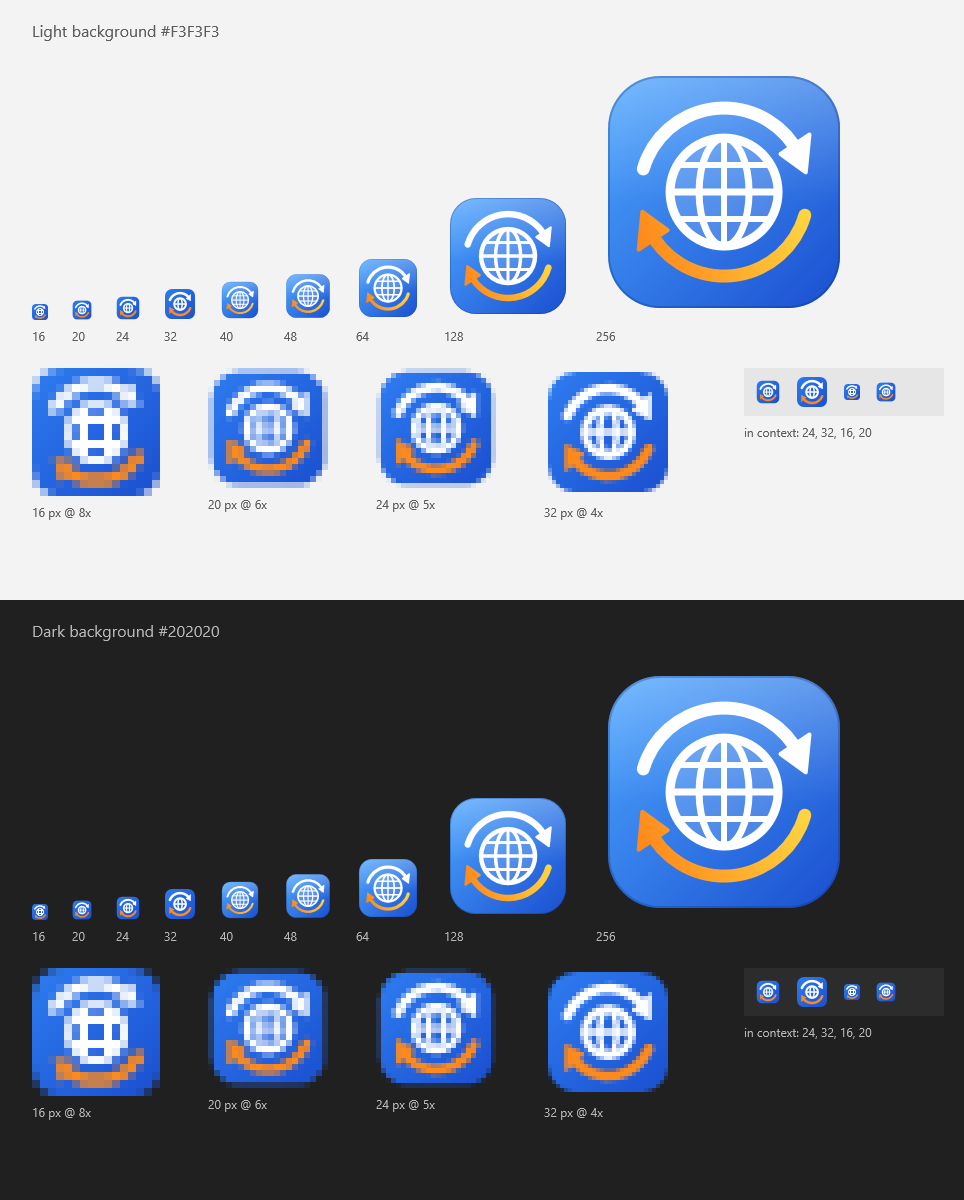 Light background #F3F3F3
16 20 24 32 40 48 64 128 256
16 px @ 8x
20 px @ 6x
24 px @ 5x
32 px @ 4x
in context: 24, 32, 16, 20
Dark background #202020
16 20 24 32 40 48 64 128 256
16 px @ 8x
20 px @ 6x
24 px @ 5x
32 px @ 4x
in context: 24, 32, 16, 20